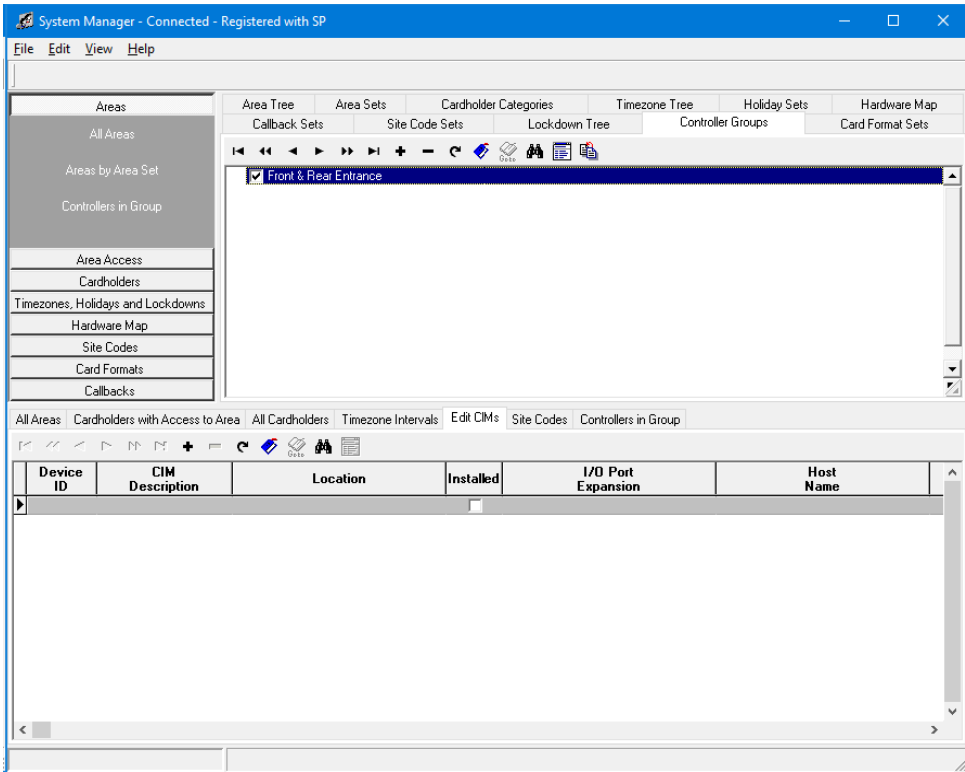 System Manager - Connected - Registered with SP
File Edit View Help
Areas
All Areas
Areas by Area Set
Controllers in Group
Area Access
Cardholders
Timezones, Holidays and Lockdowns
Hardware Map
Site Codes
Card Formats
Callbacks
Area Tree Area Sets Cardholder Categories Timezone Tree Holiday Sets Hardware Map
Callback Sets Site Code Sets Lockdown Tree Controller Groups Card Format Sets
Goto
Front & Rear Entrance
All Areas Cardholders with Access to Area All Cardholders Timezone Intervals Edit CIMs Site Codes Controllers in Group
Goto
Device ID CIM Description Location Installed I/O Port Expansion Host Name